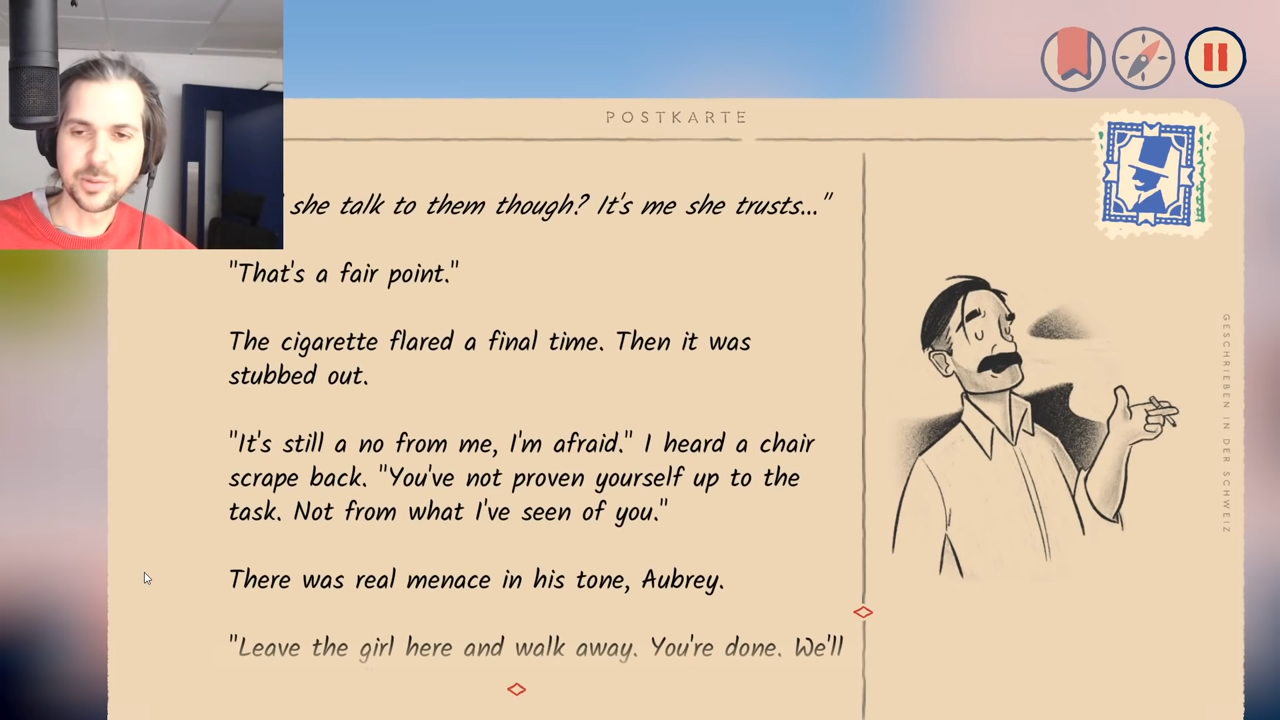 POSTKARTE
she talk to them though? It's me she trusts..."
"That's a fair point."
The cigarette flared a final time. Then it was
stubbed out.
"It's still a no from me, I'm afraid." I heard a chair
scrape back. "You've not proven yourself up to the
task. Not from what I've seen of you."
There was real menace in his tone, Aubrey.
"Leave the girl here and walk away. You're done. We'll
GESCHRIEBEN IN DER SCHWEIZ